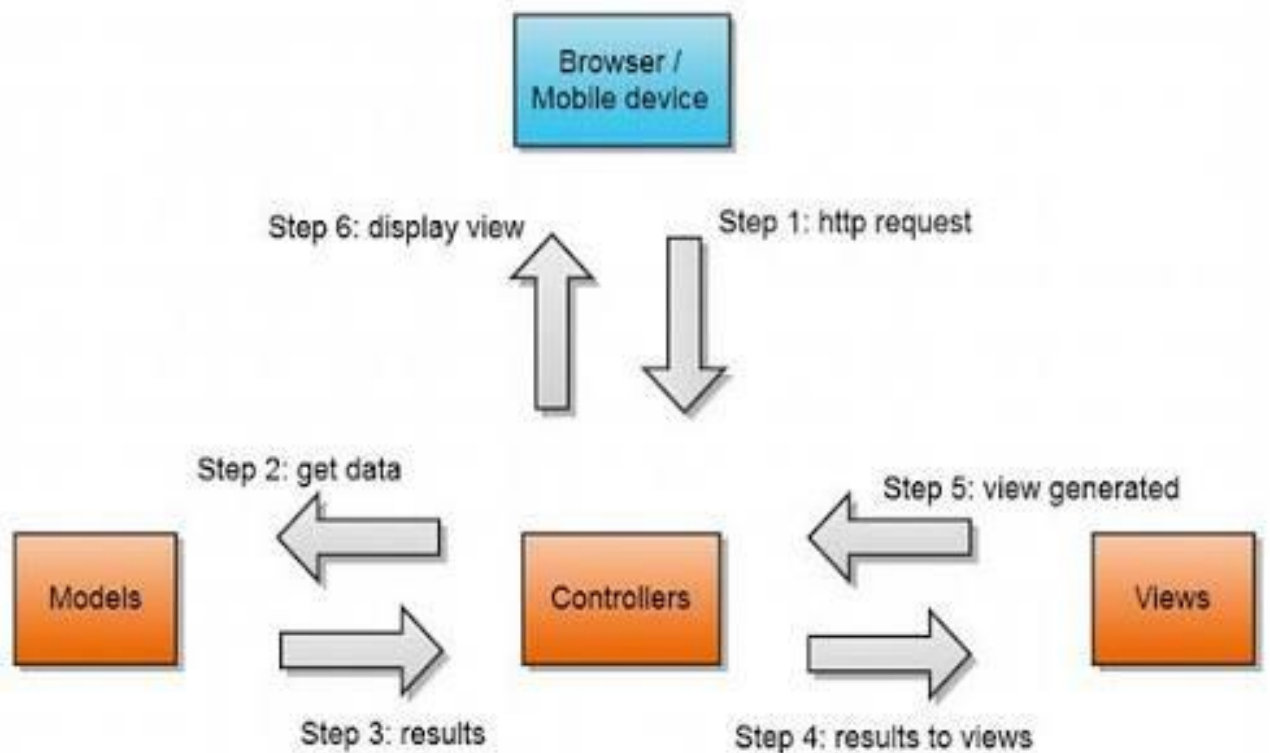 Browser /
Mobile device
Step 6: display view
Step 1: http request
Step 2: get data
Step 5: view generated
Models
Controllers
Views
Step 3: results
Step 4: results to views